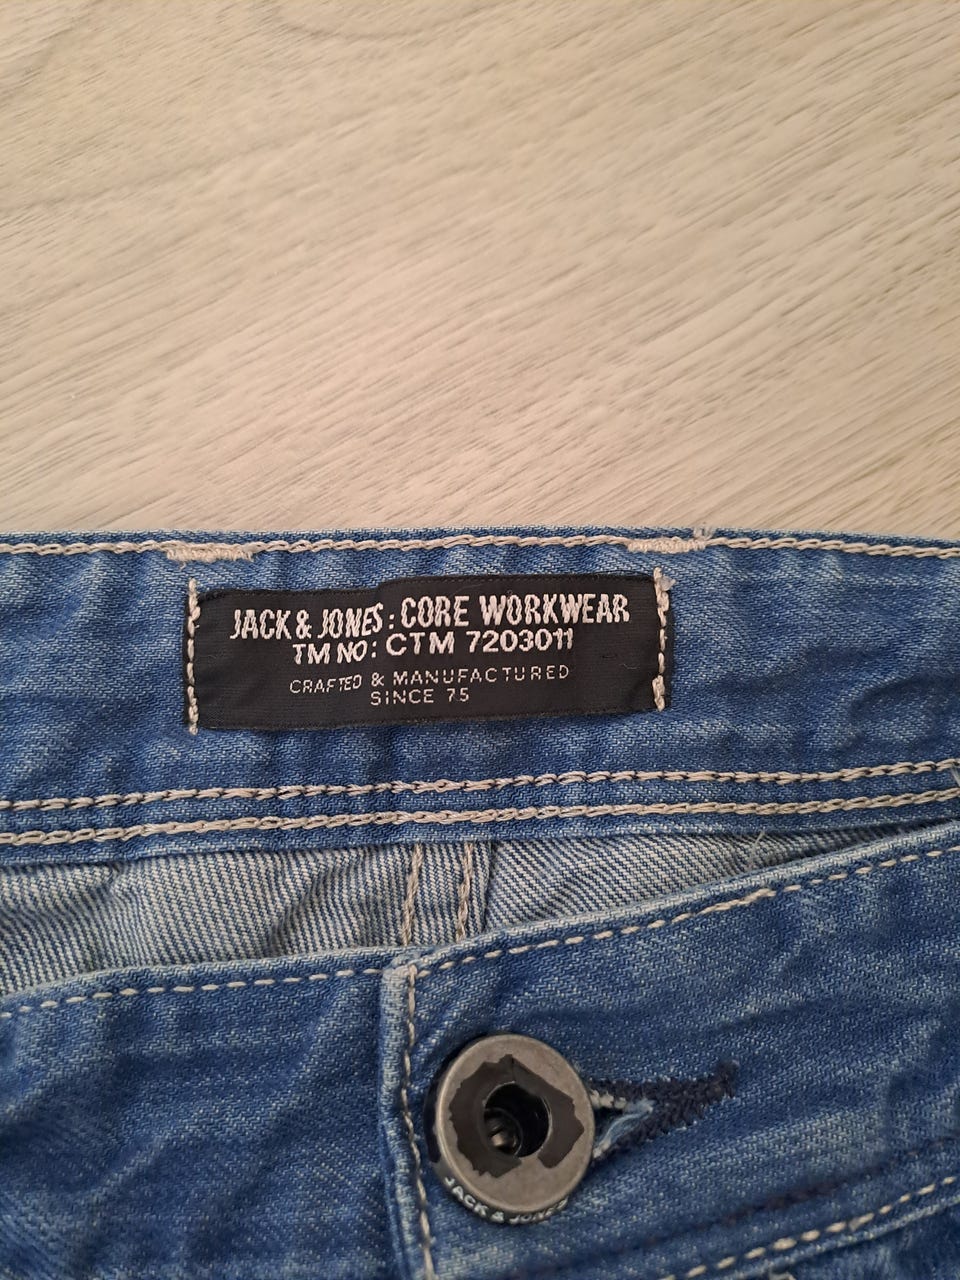 JACK & JONES : CORE WORKWEAR
TM NO : CTM 7203011
CRAFTED & MANUFACTURED
SINCE 75
JACK & JONES